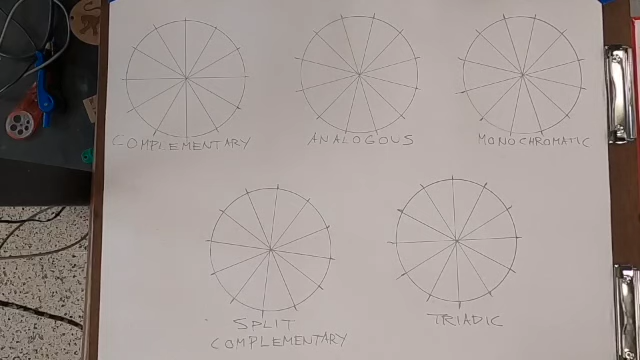 COMPLEMENTARY
ANALOGOUS
MONOCHROMATIC
SPLIT
COMPLEMENTARY
TRIADIC